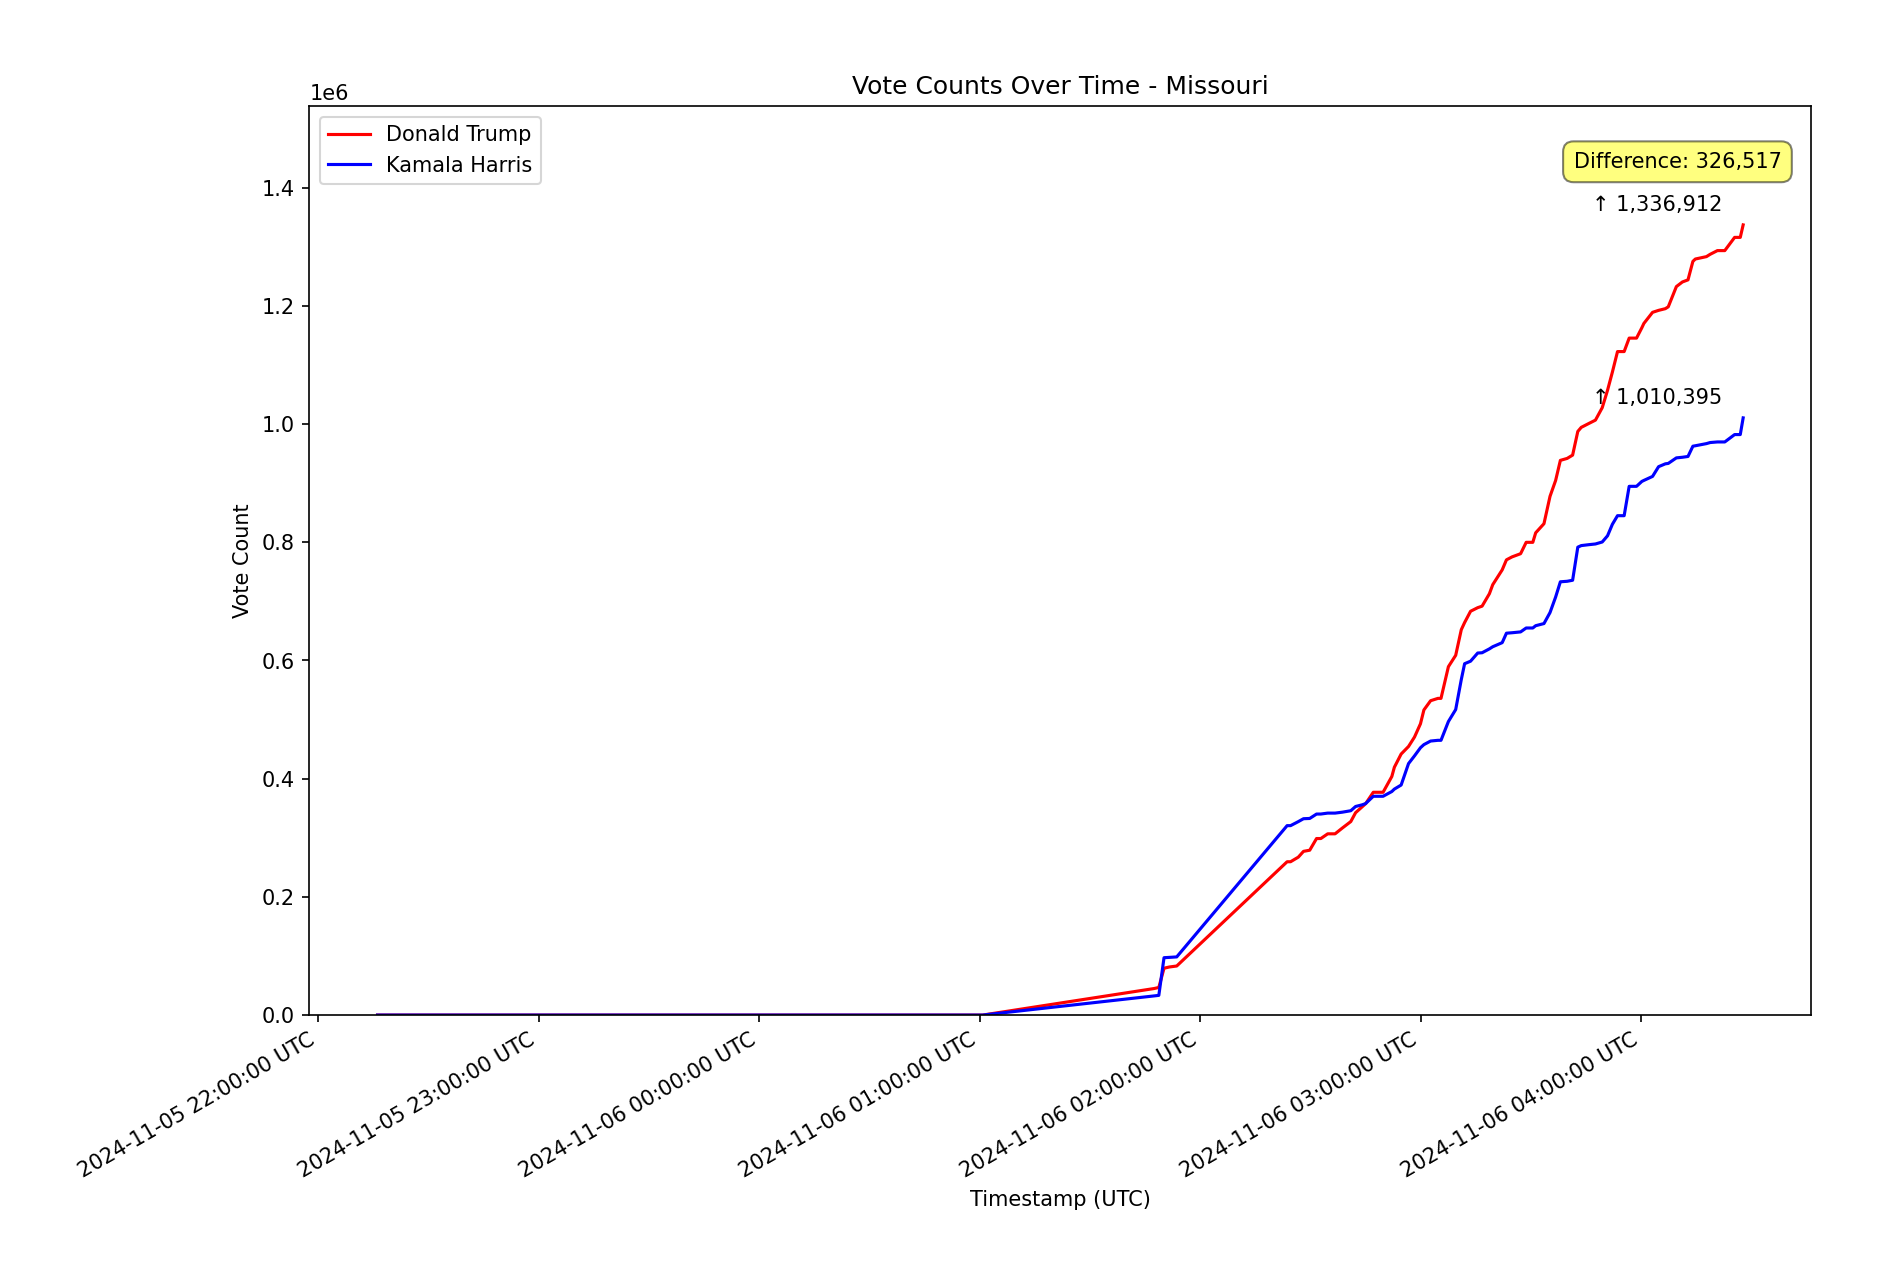 Vote Counts Over Time - Missouri
1e6
Donald Trump
Kamala Harris
Difference: 326,517
↑ 1,336,912
↑ 1,010,395
1.4
1.2
1.0
0.8
0.6
0.4
0.2
0.0
Vote Count
2024-11-05 22:00:00 UTC
2024-11-05 23:00:00 UTC
2024-11-06 00:00:00 UTC
2024-11-06 01:00:00 UTC
2024-11-06 02:00:00 UTC
2024-11-06 03:00:00 UTC
2024-11-06 04:00:00 UTC
Timestamp (UTC)